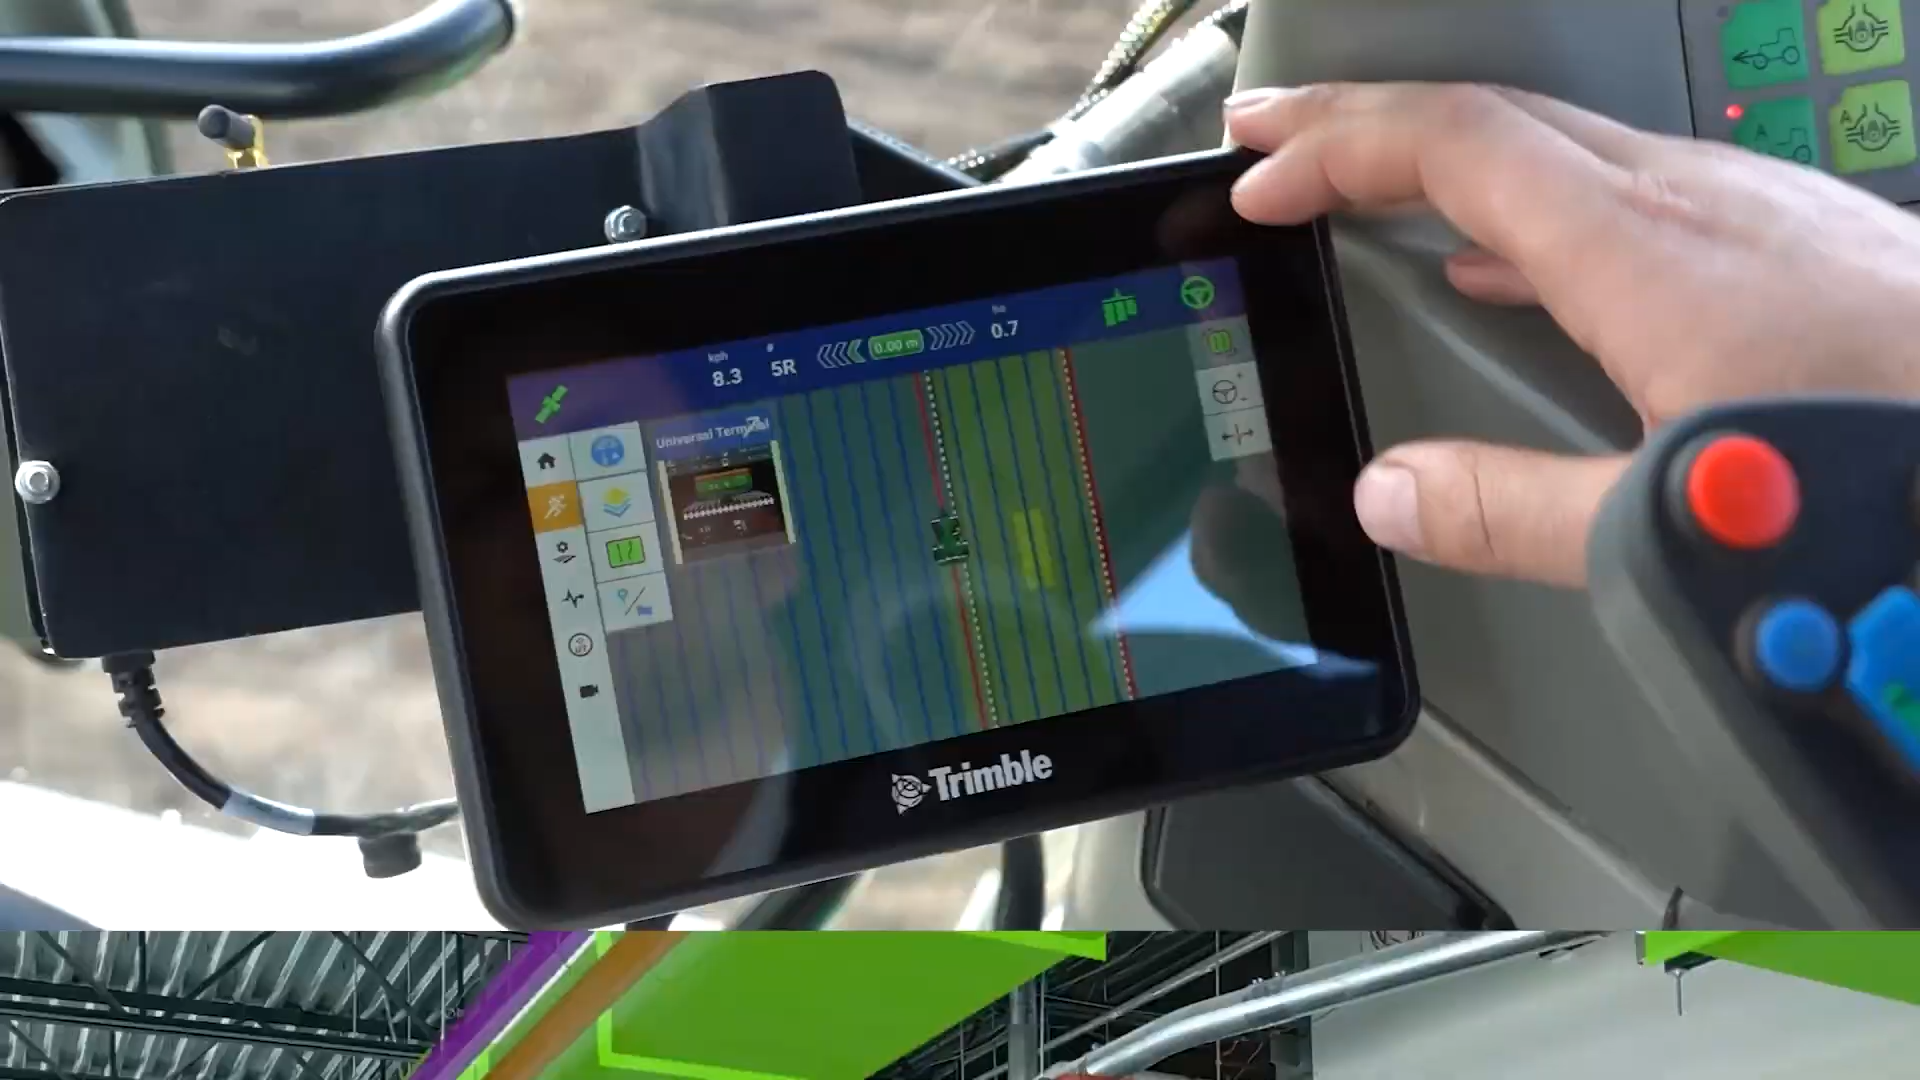 kph
8.3
5R
0.00 m
ha
0.7
Universal Terminal
Trimble
A
A